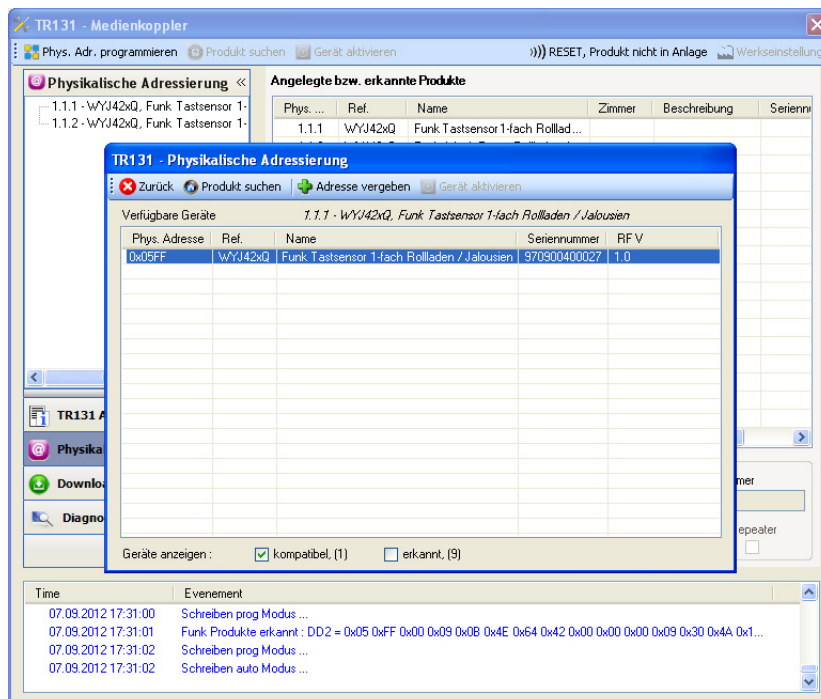 TR131 - Medienkoppler
Phys. Adr. programmieren Produkt suchen Gerät aktivieren RESET, Produkt nicht in Anlage Werkseinstellung
Physikalische Adressierung «
1.1.1 - WYJ42xQ, Funk Tastsensor 1-
1.1.2 - WYJ42xQ, Funk Tastsensor 1-
Angelegte bzw. erkannte Produkte
Phys. ... Ref. Name Zimmer Beschreibung Seriennu
1.1.1 WYJ42xQ Funk Tastsensor 1-fach Rolllad...
TR131 - Physikalische Adressierung
Zurück Produkt suchen Adresse vergeben Gerät aktivieren
Verfügbare Geräte 1.1.1 - WYJ42xQ, Funk Tastsensor 1-fach Rollladen / Jalousien
Phys. Adresse Ref. Name Seriennummer RF V
0x05FF WYJ42xQ Funk Tastsensor 1-fach Rollladen / Jalousien 970900400027 1.0
Geräte anzeigen : kompatibel, (1) erkannt, (9)
TR131 A
Physika
Downloa
Diagno
mer
epeater
Time Evenement
07.09.2012 17:31:00 Schreiben prog Modus ...
07.09.2012 17:31:01 Funk Produkte erkannt : DD2 = 0x05 0xFF 0x00 0x09 0x0B 0x4E 0x64 0x42 0x00 0x00 0x00 0x09 0x30 0x4A 0x1...
07.09.2012 17:31:02 Schreiben prog Modus ...
07.09.2012 17:31:02 Schreiben auto Modus ...